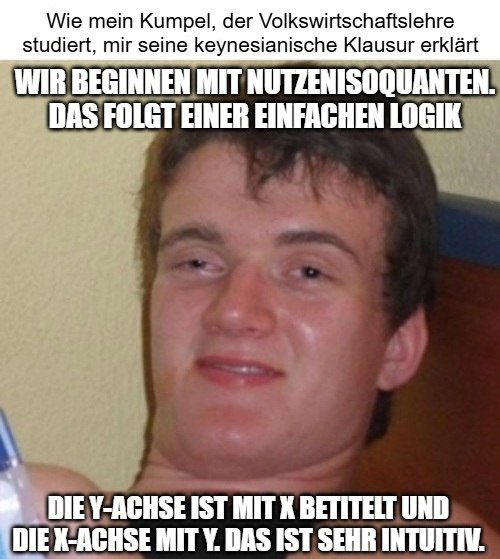 Wie mein Kumpel, der Volkswirtschaftslehre
studiert, mir seine keynesianische Klausur erklärt
WIR BEGINNEN MIT NUTZENISOQUANTEN.
DAS FOLGT EINER EINFACHEN LOGIK
DIE Y-ACHSE IST MIT X BETITELT UND
DIE X-ACHSE MIT Y. DAS IST SEHR INTUITIV.